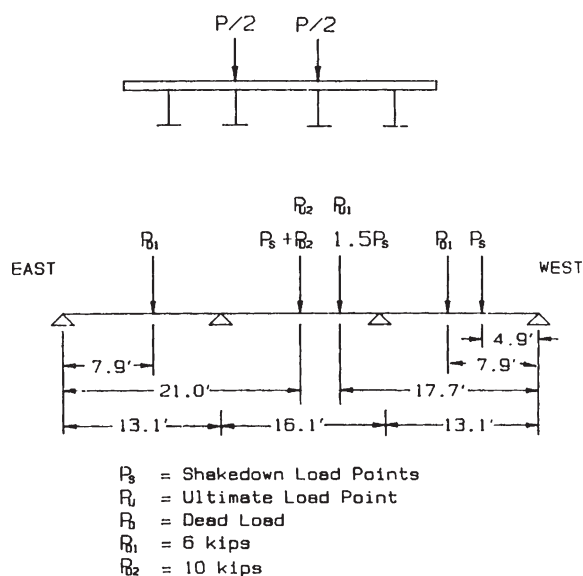 P/2 P/2
P_U2 P_U1
P_D1 P_S+P_D2 1.5P_S P_D1 P_S
EAST WEST
4.9'
7.9' 7.9'
21.0' 17.7'
13.1' 16.1' 13.1'
P_S = Shakedown Load Points
P_U = Ultimate Load Point
P_D = Dead Load
P_D1 = 6 kips
P_D2 = 10 kips